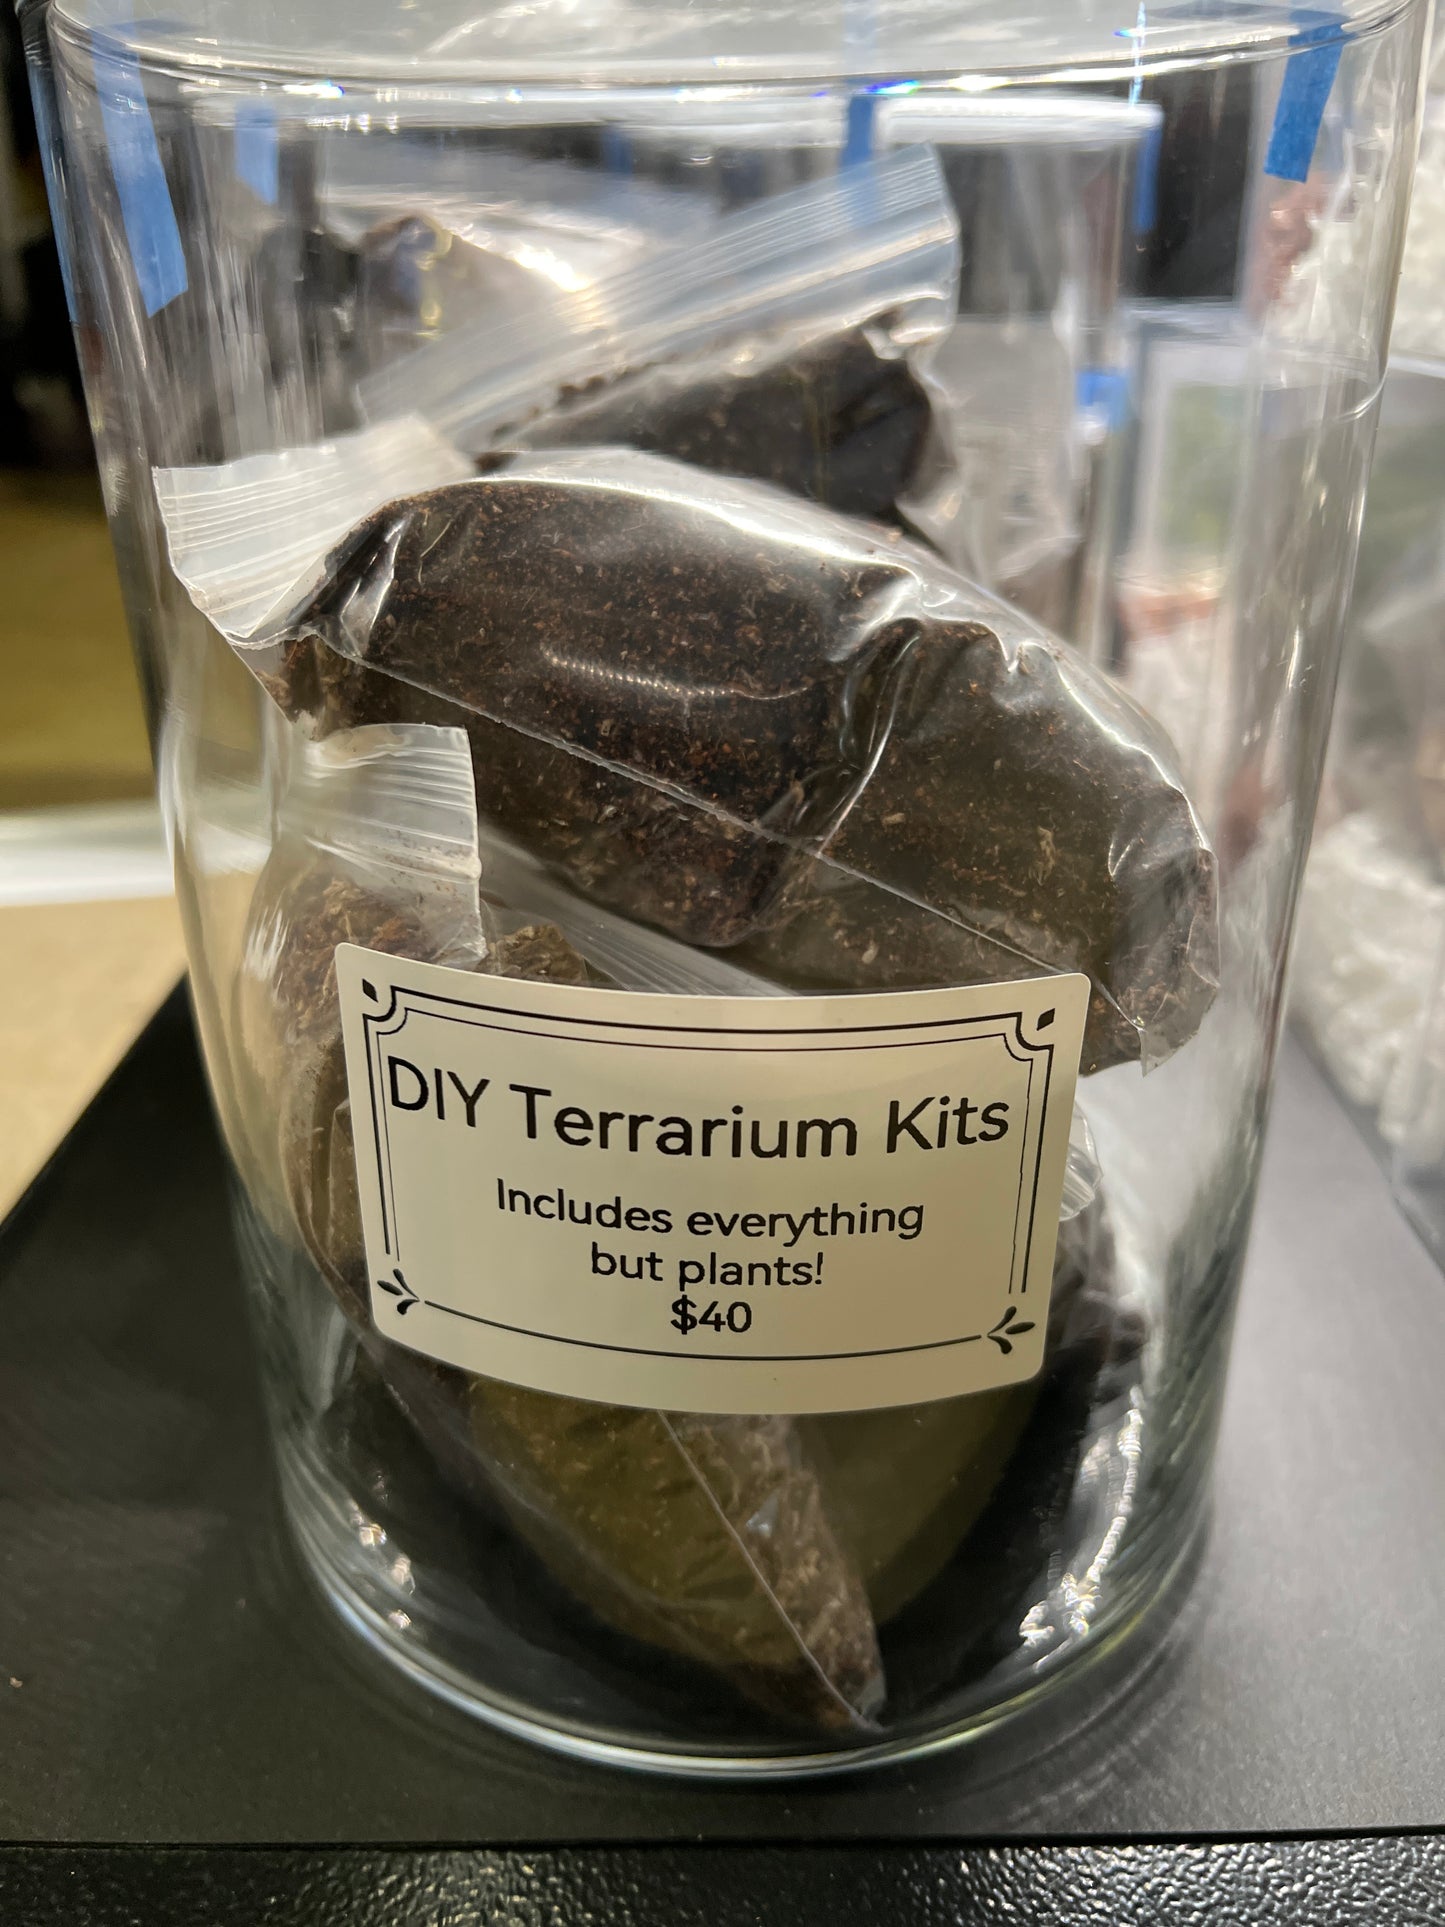 DIY Terrarium Kits
Includes everything
but plants!
$40